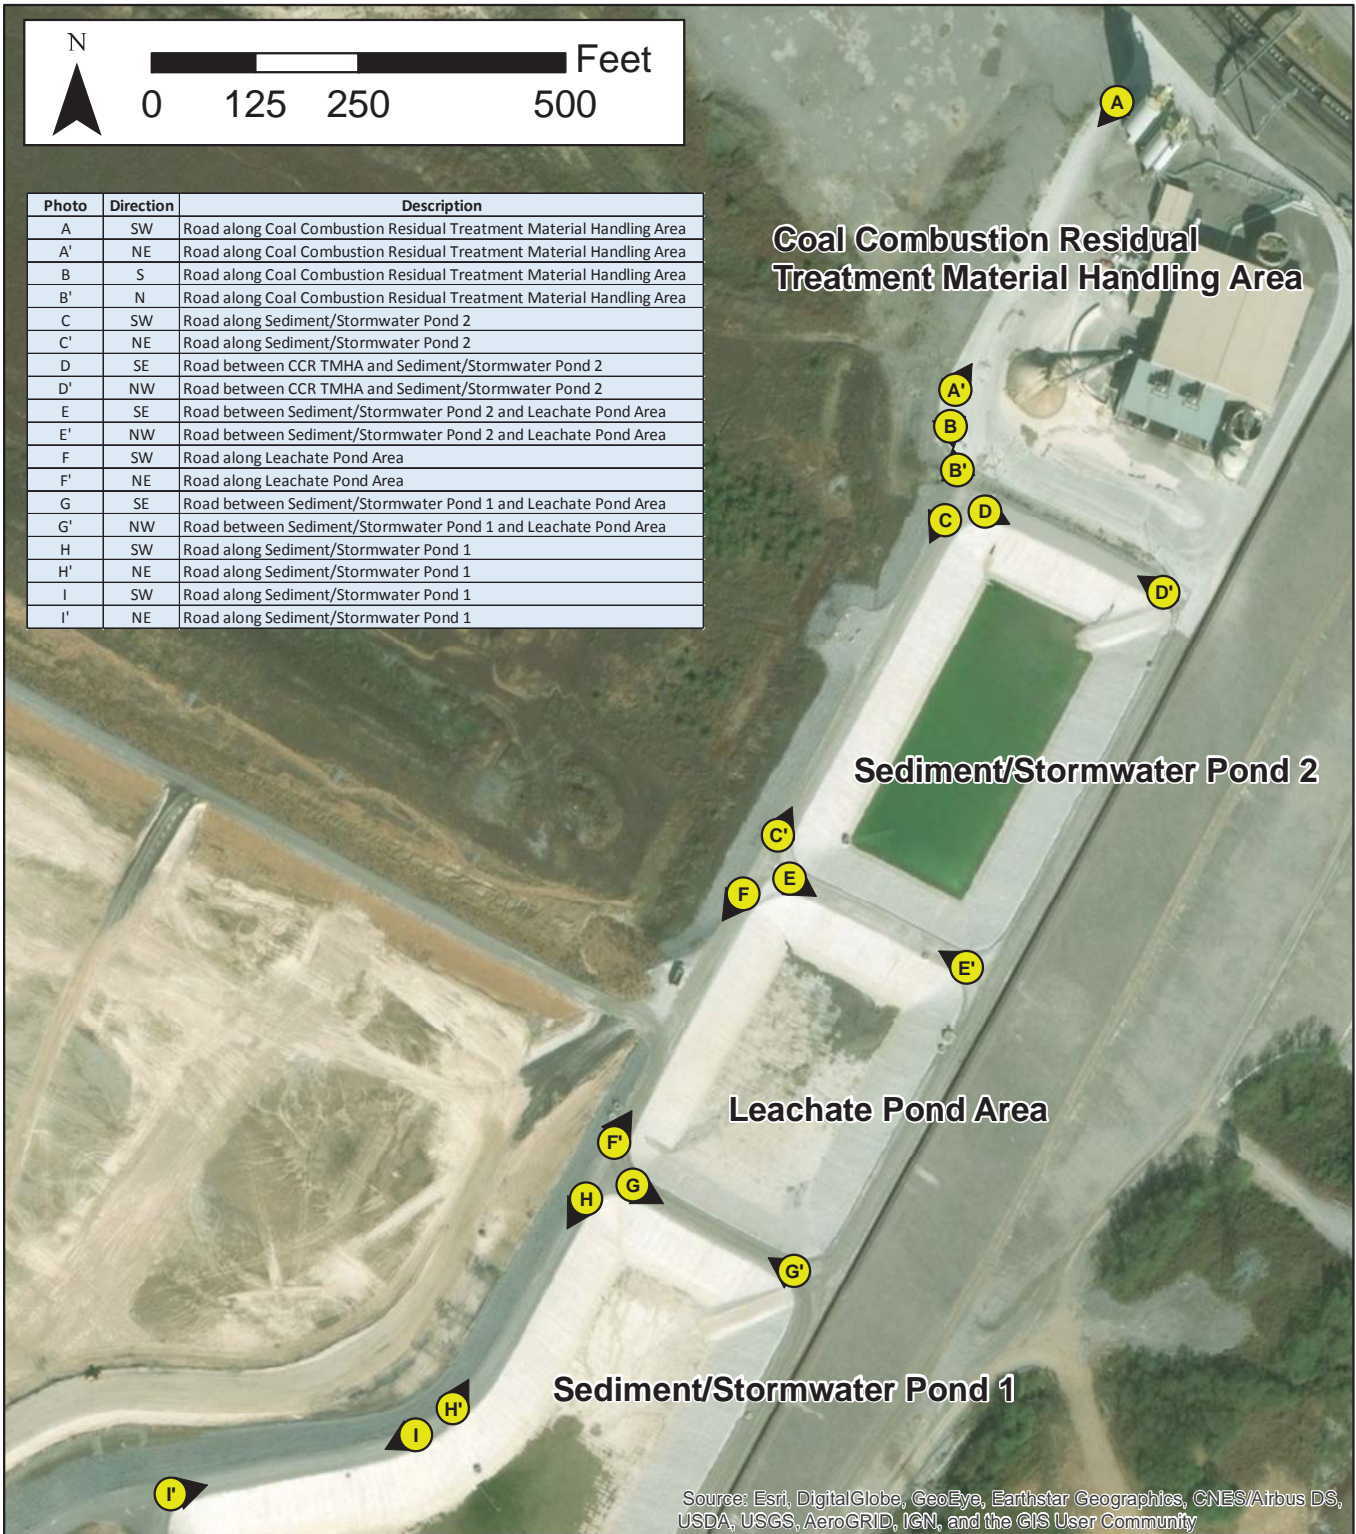 N
Feet
0 125 250 500
Photo Direction Description
A SW Road along Coal Combustion Residual Treatment Material Handling Area
A' NE Road along Coal Combustion Residual Treatment Material Handling Area
B S Road along Coal Combustion Residual Treatment Material Handling Area
B' N Road along Coal Combustion Residual Treatment Material Handling Area
C SW Road along Sediment/Stormwater Pond 2
C' NE Road along Sediment/Stormwater Pond 2
D SE Road between CCR TMHA and Sediment/Stormwater Pond 2
D' NW Road between CCR TMHA and Sediment/Stormwater Pond 2
E SE Road between Sediment/Stormwater Pond 2 and Leachate Pond Area
E' NW Road between Sediment/Stormwater Pond 2 and Leachate Pond Area
F SW Road along Leachate Pond Area
F' NE Road along Leachate Pond Area
G SE Road between Sediment/Stormwater Pond 1 and Leachate Pond Area
G' NW Road between Sediment/Stormwater Pond 1 and Leachate Pond Area
H SW Road along Sediment/Stormwater Pond 1
H' NE Road along Sediment/Stormwater Pond 1
I SW Road along Sediment/Stormwater Pond 1
I' NE Road along Sediment/Stormwater Pond 1
A
Coal Combustion Residual
Treatment Material Handling Area
A'
B
B'
C
D
D'
Sediment/Stormwater Pond 2
C'
E
F
E'
Leachate Pond Area
F'
G
H
G'
Sediment/Stormwater Pond 1
H'
I
I'
Source: Esri, DigitalGlobe, GeoEye, Earthstar Geographics, CNES/Airbus DS,
USDA, USGS, AeroGRID, IGN, and the GIS User Community